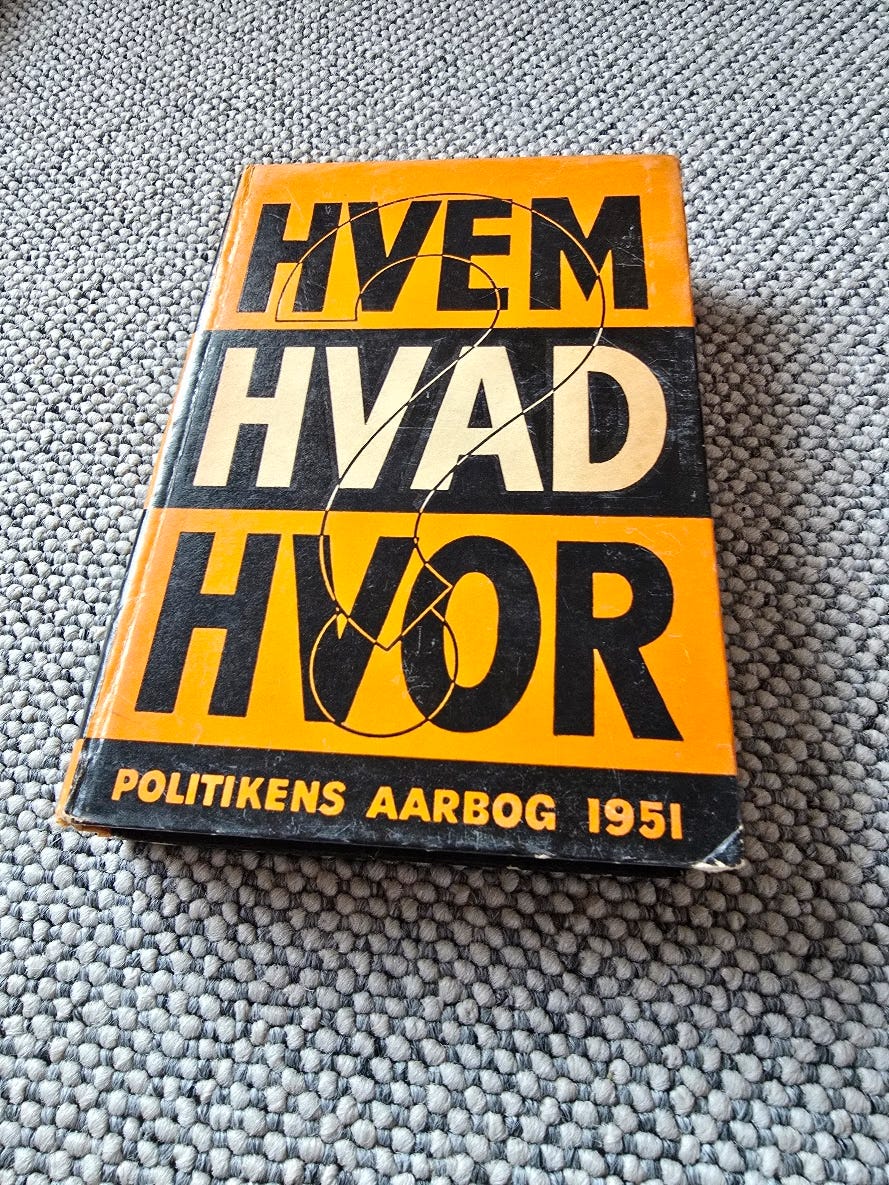 HVEM
HVAD
HVOR
POLITIKENS AARBOG 1951